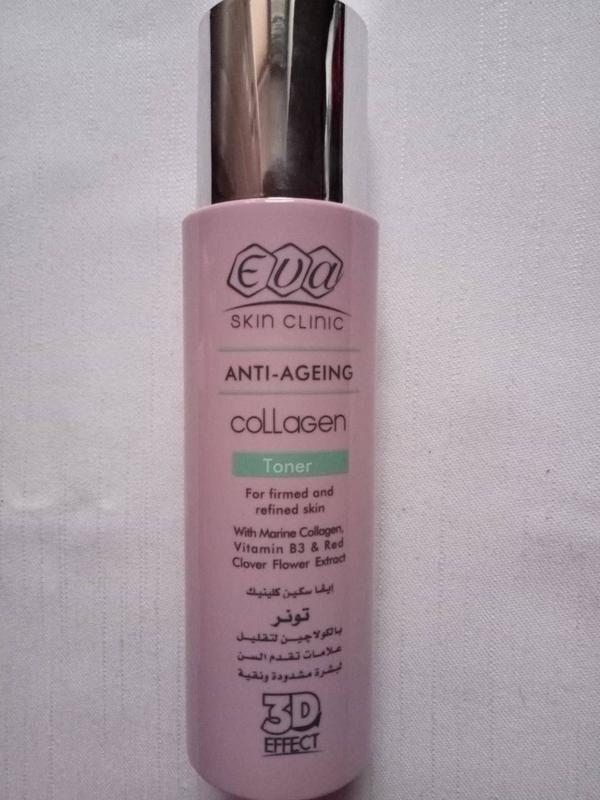 Eva
SKIN CLINIC
ANTI-AGEING
coLLagen
Toner
For firmed and
refined skin
With Marine Collagen,
Vitamin B3 & Red
Clover Flower Extract
إيڤا سكين كلينيك
تونر
بالكولاجين لتقليل
علامات تقدم السن
لبشرة مشدودة ونقية
3D
EFFECT